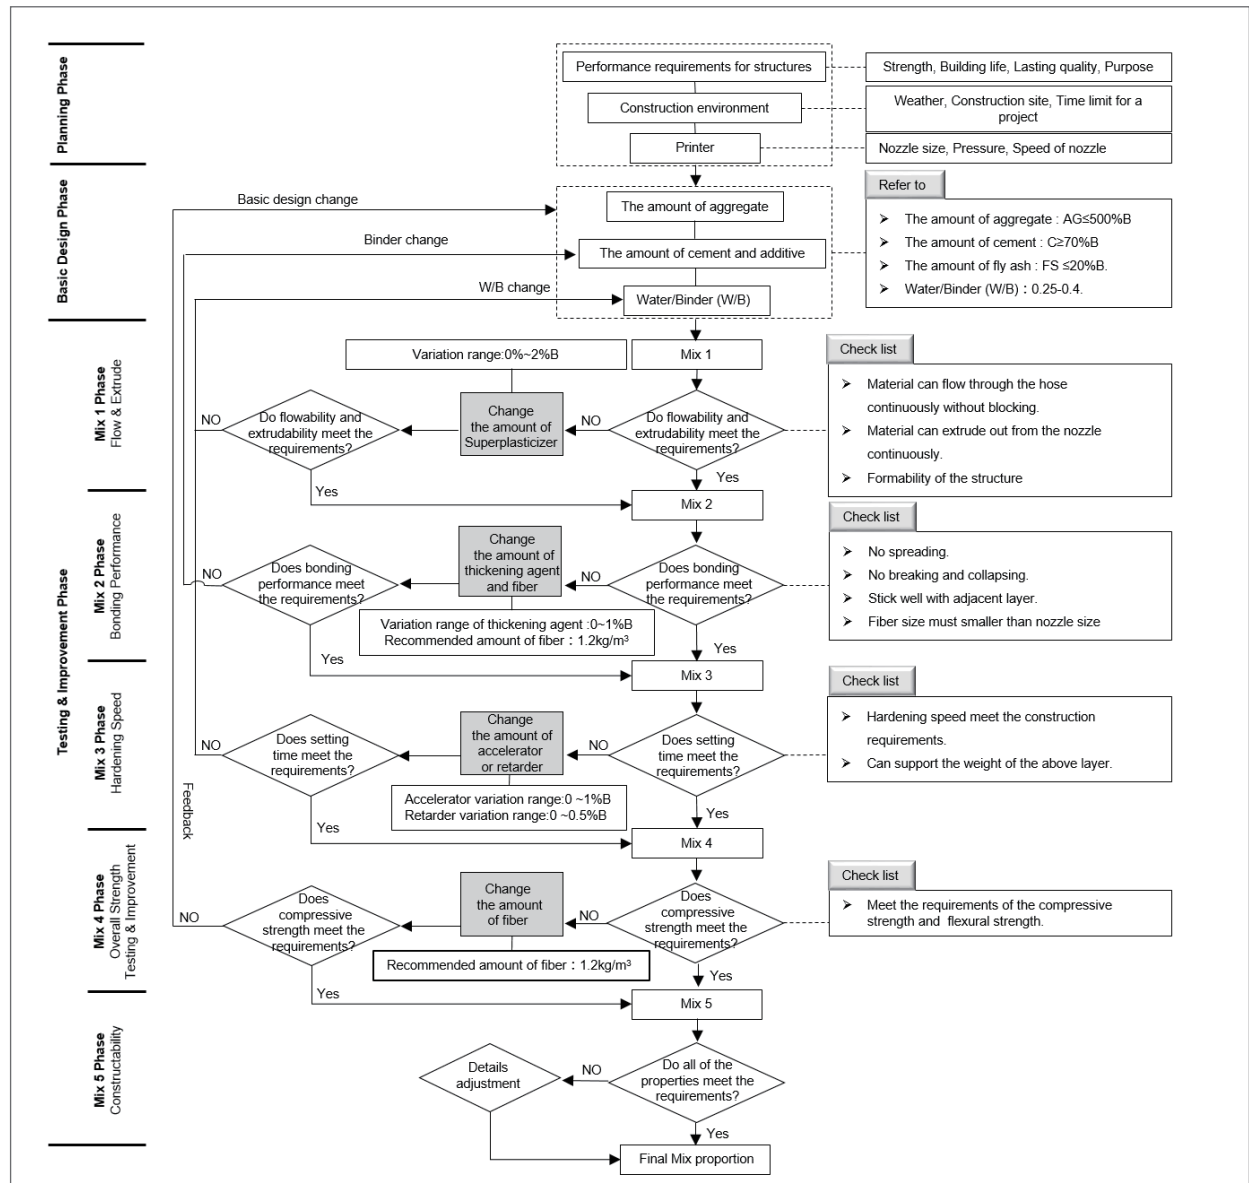 Planning Phase
Performance requirements for structures
Strength, Building life, Lasting quality, Purpose
Construction environment
Weather, Construction site, Time limit for a
project
Printer
Nozzle size, Pressure, Speed of nozzle
Basic Design Phase
Basic design change
The amount of aggregate
Binder change
The amount of cement and additive
W/B change
Water/Binder (W/B)
Refer to
➤ The amount of aggregate : AG≤500%B
➤ The amount of cement : C≥70%B
➤ The amount of fly ash : FS ≤20%B.
➤ Water/Binder (W/B) : 0.25-0.4.
Testing & Improvement Phase
Mix 1 Phase
Flow & Extrude
Variation range:0%~2%B
Mix 1
NO
Do flowability and
extrudability meet the
requirements?
Change
the amount of
Superplasticizer
NO
Do flowability and
extrudability meet the
requirements?
Yes
Yes
Check list
➤ Material can flow through the hose
continuously without blocking.
➤ Material can extrude out from the nozzle
continuously.
➤ Formability of the structure
Mix 2 Phase
Bonding Performance
Mix 2
NO
Does bonding
performance meet
the requirements?
Change
the amount of
thickening agent
and fiber
NO
Does bonding
performance meet
the requirements?
Variation range of thickening agent :0~1%B
Recommended amount of fiber : 1.2kg/m³
Yes
Yes
Check list
➤ No spreading.
➤ No breaking and collapsing.
➤ Stick well with adjacent layer.
➤ Fiber size must smaller than nozzle size
Mix 3 Phase
Hardening Speed
Mix 3
NO
Does setting
time meet the
requirements?
Change
the amount of
accelerator
or retarder
NO
Does setting
time meet the
requirements?
Accelerator variation range:0 ~1%B
Retarder variation range:0 ~0.5%B
Yes
Yes
Check list
➤ Hardening speed meet the construction
requirements.
➤ Can support the weight of the above layer.
Feedback
Mix 4 Phase
Overall Strength
Testing & Improvement
Mix 4
NO
Does
compressive
strength meet the
requirements?
Change
the amount
of fiber
NO
Does
compressive
strength meet the
requirements?
Recommended amount of fiber : 1.2kg/m³
Yes
Yes
Check list
➤ Meet the requirements of the compressive
strength and flexural strength.
Mix 5 Phase
Constructability
Mix 5
Details
adjustment
NO
Do all of the
properties meet the
requirements?
Yes
Final Mix proportion